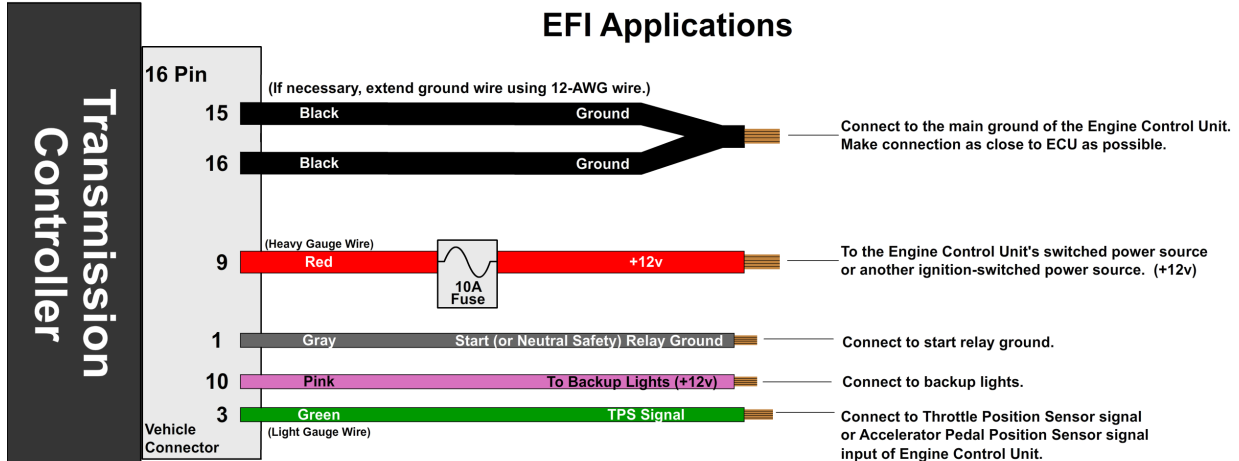 EFI Applications
Transmission
Controller
16 Pin
(If necessary, extend ground wire using 12-AWG wire.)
15 Black Ground
16 Black Ground
Connect to the main ground of the Engine Control Unit.
Make connection as close to ECU as possible.
(Heavy Gauge Wire)
9 Red +12v
10A
Fuse
To the Engine Control Unit's switched power source
or another ignition-switched power source. (+12v)
1 Gray Start (or Neutral Safety) Relay Ground
Connect to start relay ground.
10 Pink To Backup Lights (+12v)
Connect to backup lights.
3 Green TPS Signal
(Light Gauge Wire)
Connect to Throttle Position Sensor signal
or Accelerator Pedal Position Sensor signal
input of Engine Control Unit.
Vehicle
Connector